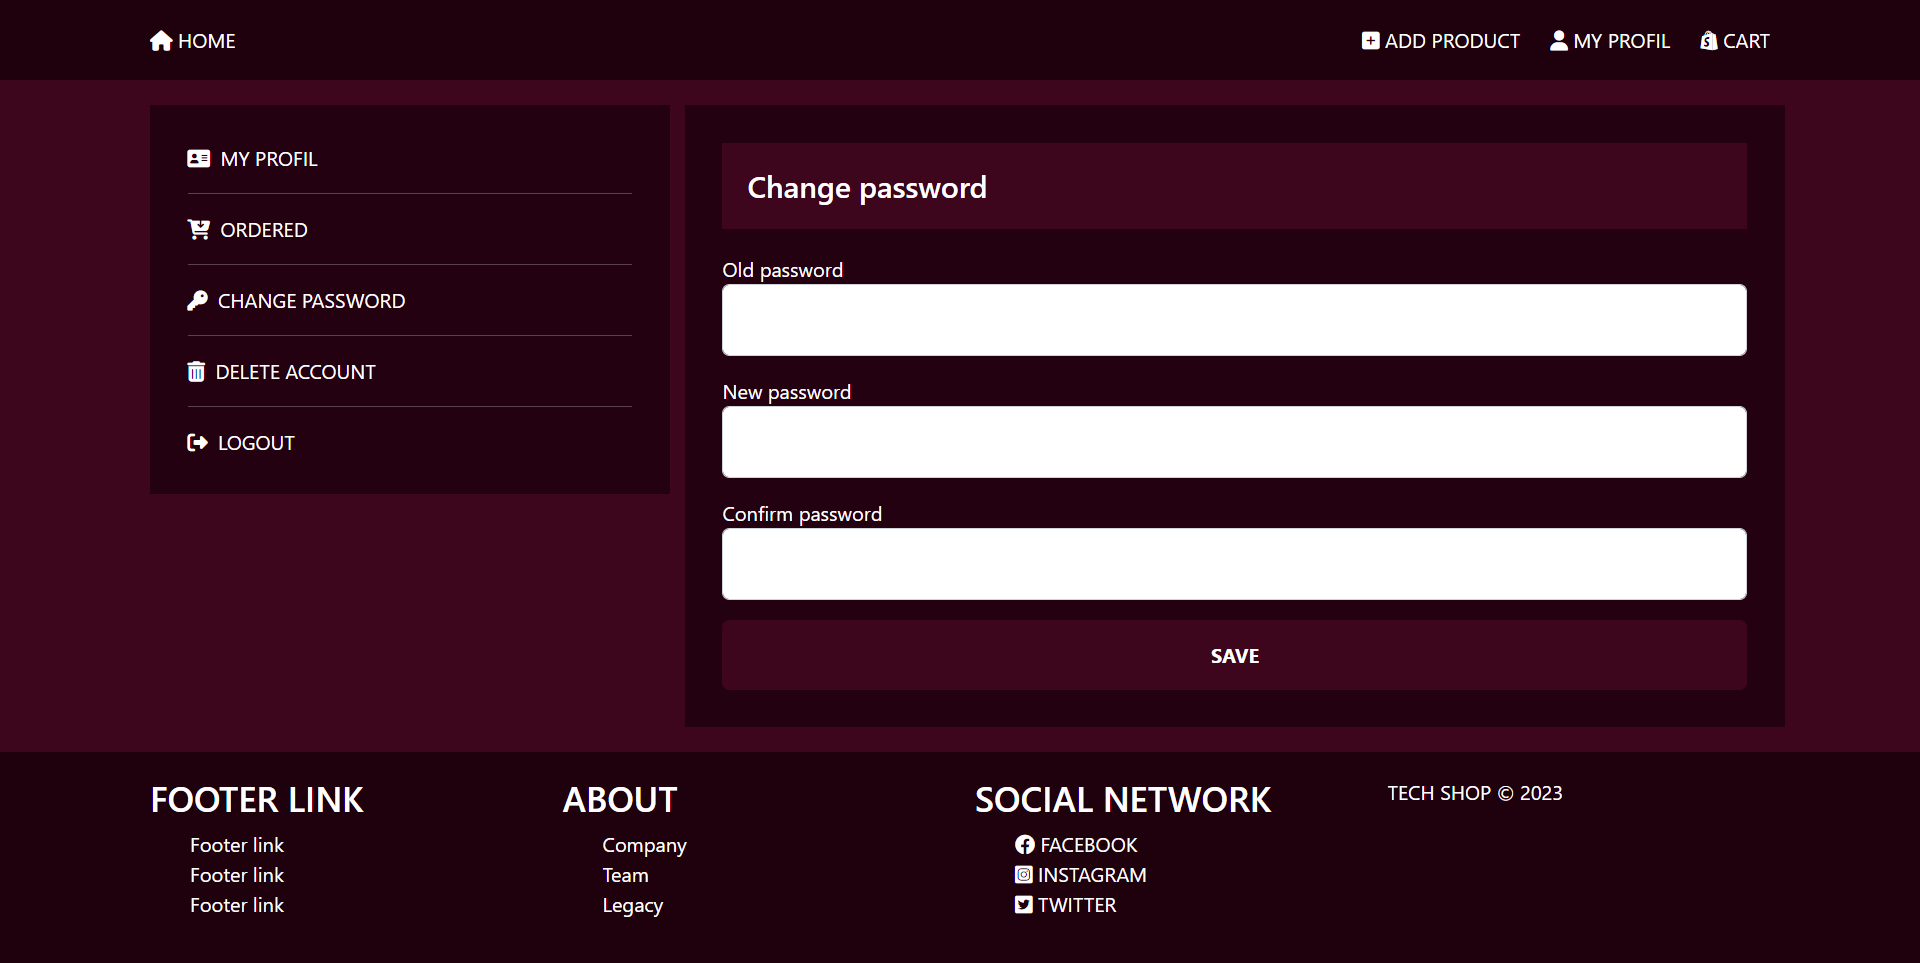 HOME ADD PRODUCT MY PROFIL CART
MY PROFIL
ORDERED
CHANGE PASSWORD
DELETE ACCOUNT
LOGOUT
Change password
Old password
New password
Confirm password
SAVE
FOOTER LINK
Footer link
Footer link
Footer link
ABOUT
Company
Team
Legacy
SOCIAL NETWORK
FACEBOOK
INSTAGRAM
TWITTER
TECH SHOP © 2023